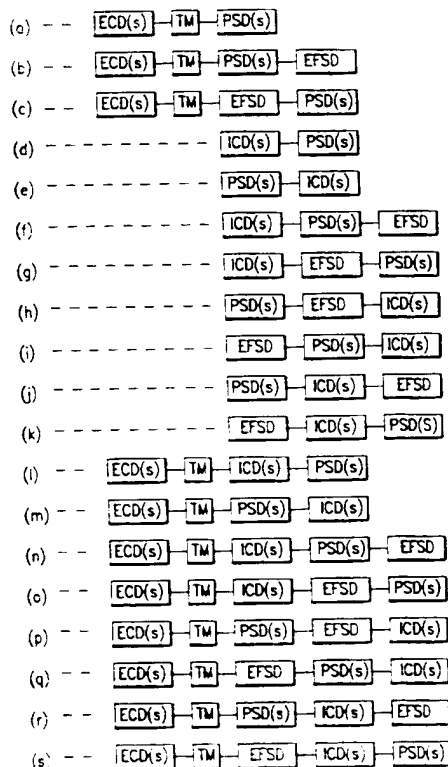 (a) -- ECD(s) TM PSD(s)
(b) -- ECD(s) TM PSD(s) EFSD
(c) -- ECD(s) TM EFSD PSD(s)
(d) ---------- ICD(s) PSD(s)
(e) ---------- PSD(s) ICD(s)
(f) ---------- ICD(s) PSD(s) EFSD
(g) ---------- ICD(s) EFSD PSD(s)
(h) ---------- PSD(s) EFSD ICD(s)
(i) ---------- EFSD PSD(s) ICD(s)
(j) ---------- PSD(s) ICD(s) EFSD
(k) ---------- EFSD ICD(s) PSD(S)
(l) -- ECD(s) TM ICD(s) PSD(s)
(m) -- ECD(s) TM PSD(s) ICD(s)
(n) -- ECD(s) TM ICD(s) PSD(s) EFSD
(o) -- ECD(s) TM ICD(s) EFSD PSD(s)
(p) -- ECD(s) TM PSD(s) EFSD ICD(s)
(q) -- ECD(s) TM EFSD PSD(s) ICD(s)
(r) -- ECD(s) TM PSD(s) ICD(s) EFSD
(s) -- ECD(s) TM EFSD ICD(s) PSD(s)